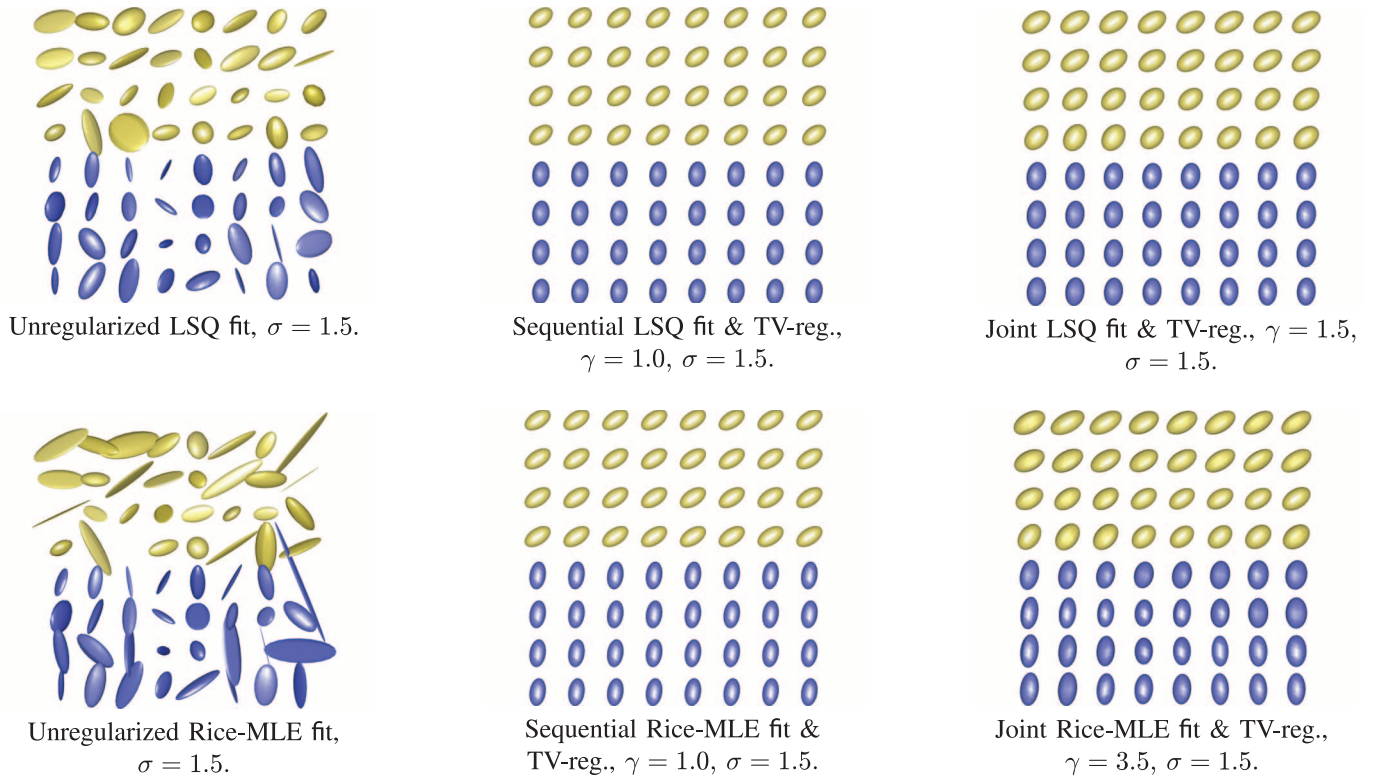 Unregularized LSQ fit, σ = 1.5.
Sequential LSQ fit & TV-reg.,
γ = 1.0, σ = 1.5.
Joint LSQ fit & TV-reg., γ = 1.5,
σ = 1.5.
Unregularized Rice-MLE fit,
σ = 1.5.
Sequential Rice-MLE fit &
TV-reg., γ = 1.0, σ = 1.5.
Joint Rice-MLE fit & TV-reg.,
γ = 3.5, σ = 1.5.